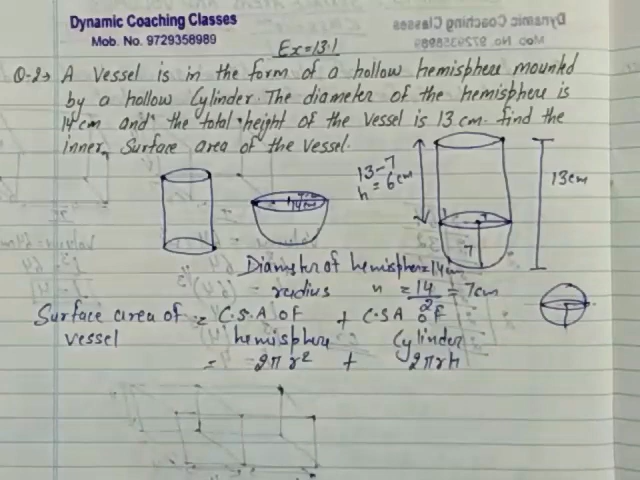 Dynamic Coaching Classes
Mob. No. 9729358989
Ex=13.1
Q-2→ A Vessel is in the form of a hollow hemisphere mounted
by a hollow Cylinder. The diameter of the hemisphere is
14cm and the total height of the vessel is 13 cm. find the
inner surface area of the vessel.
13-7
h = 6cm
13cm
14cm
7
7
Diameter of hemisphere=14cm
= radius r = 14/2 = 7cm
Surface area of = C.S.A OF + CSA OF
vessel hemisphere Cylinder
= 2πr² + 2πrh